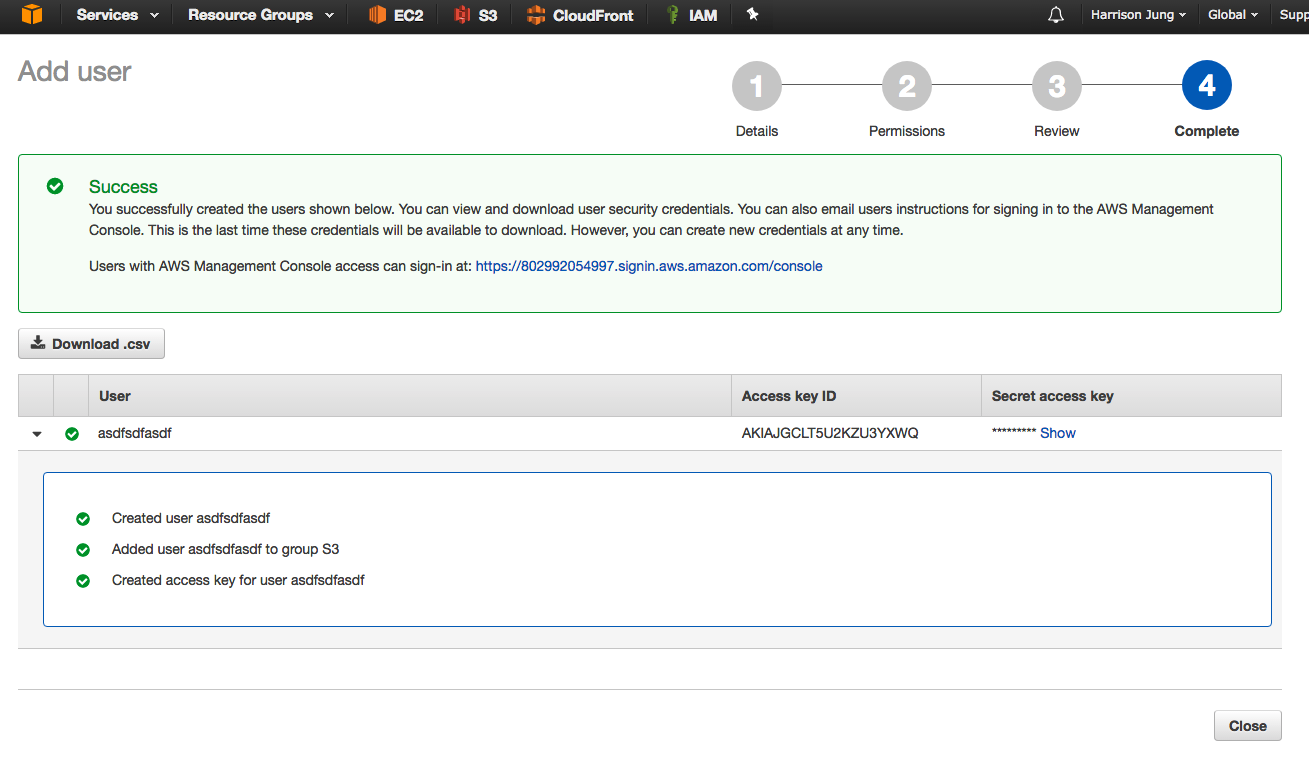 Services Resource Groups EC2 S3 CloudFront IAM Harrison Jung Global Supp
Add user
1 2 3 4
Details Permissions Review Complete
Success
You successfully created the users shown below. You can view and download user security credentials. You can also email users instructions for signing in to the AWS Management
Console. This is the last time these credentials will be available to download. However, you can create new credentials at any time.
Users with AWS Management Console access can sign-in at: https://802992054997.signin.aws.amazon.com/console
Download .csv
User Access key ID Secret access key
asdfsdfasdf AKIAJGCLT5U2KZU3YXWQ ********* Show
Created user asdfsdfasdf
Added user asdfsdfasdf to group S3
Created access key for user asdfsdfasdf
Close